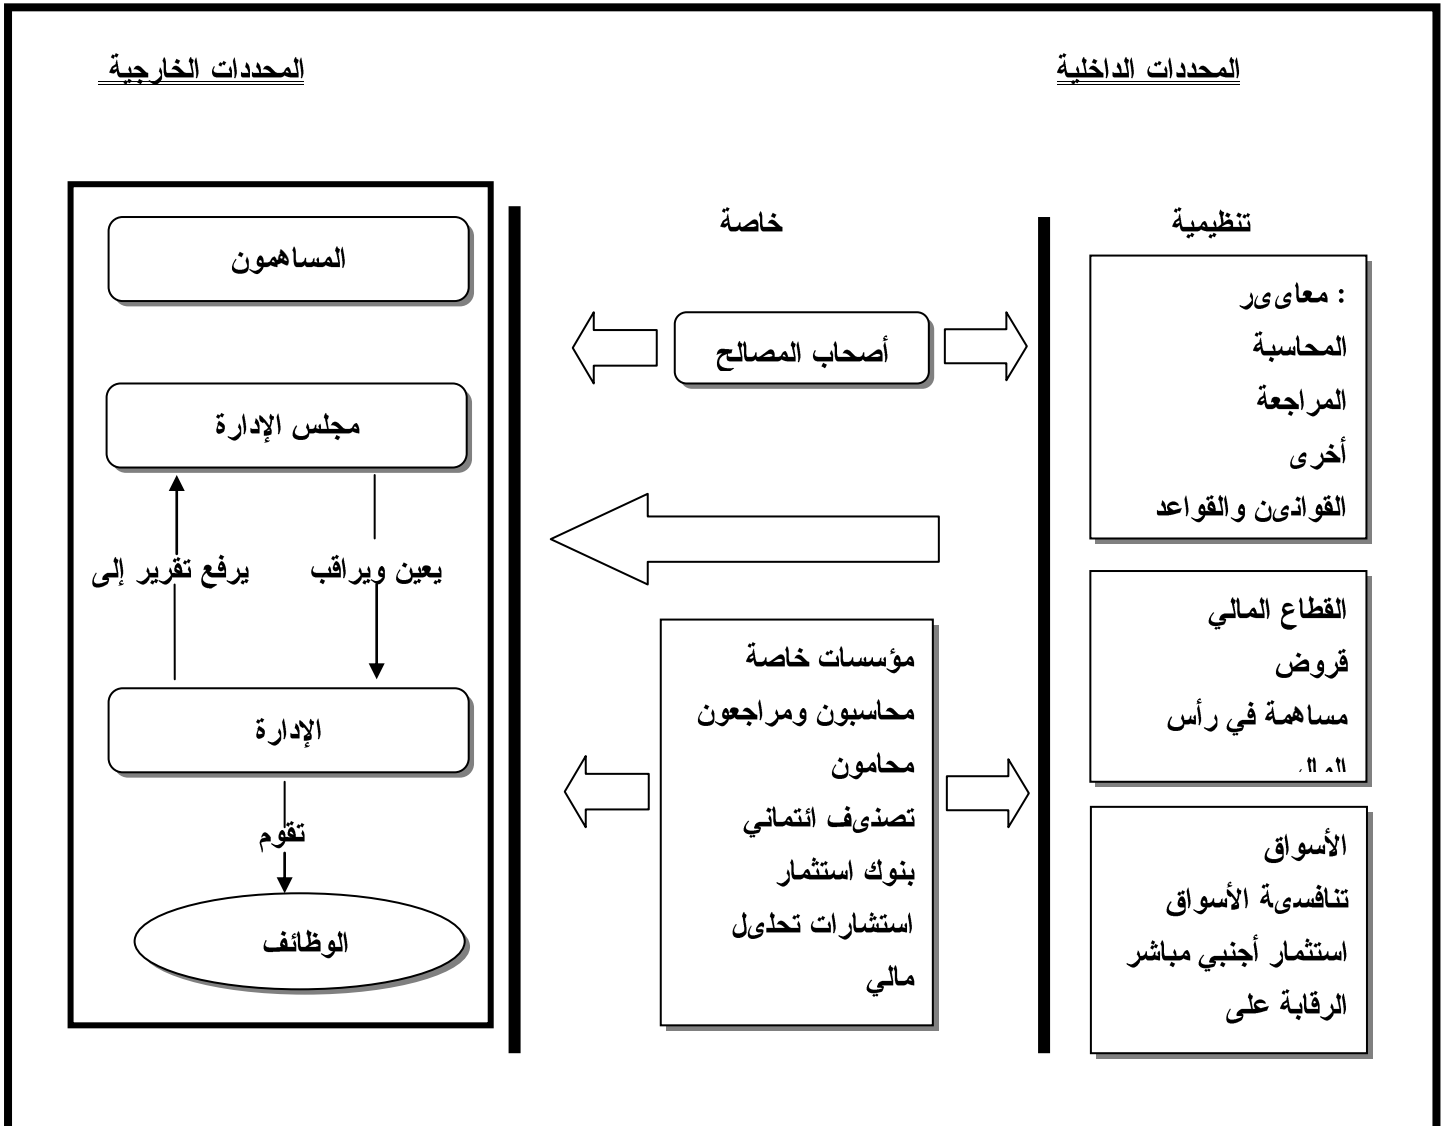 المحددات الداخلية
المحددات الخارجية
تنظيمية
: معاىىر
المحاسبة
المراجعة
أخرى
القوانىن والقواعد
القطاع المالي
قروض
مساهمة في رأس
المال
الأسواق
تنافسىة الأسواق
استثمار أجنبي مباشر
الرقابة على
خاصة
أصحاب المصالح
مؤسسات خاصة
محاسبون ومراجعون
محامون
تصنىف ائتماني
بنوك استثمار
استشارات تحلىل
مالي
المساهمون
مجلس الإدارة
يعين ويراقب
يرفع تقرير إلى
الإدارة
تقوم
الوظائف